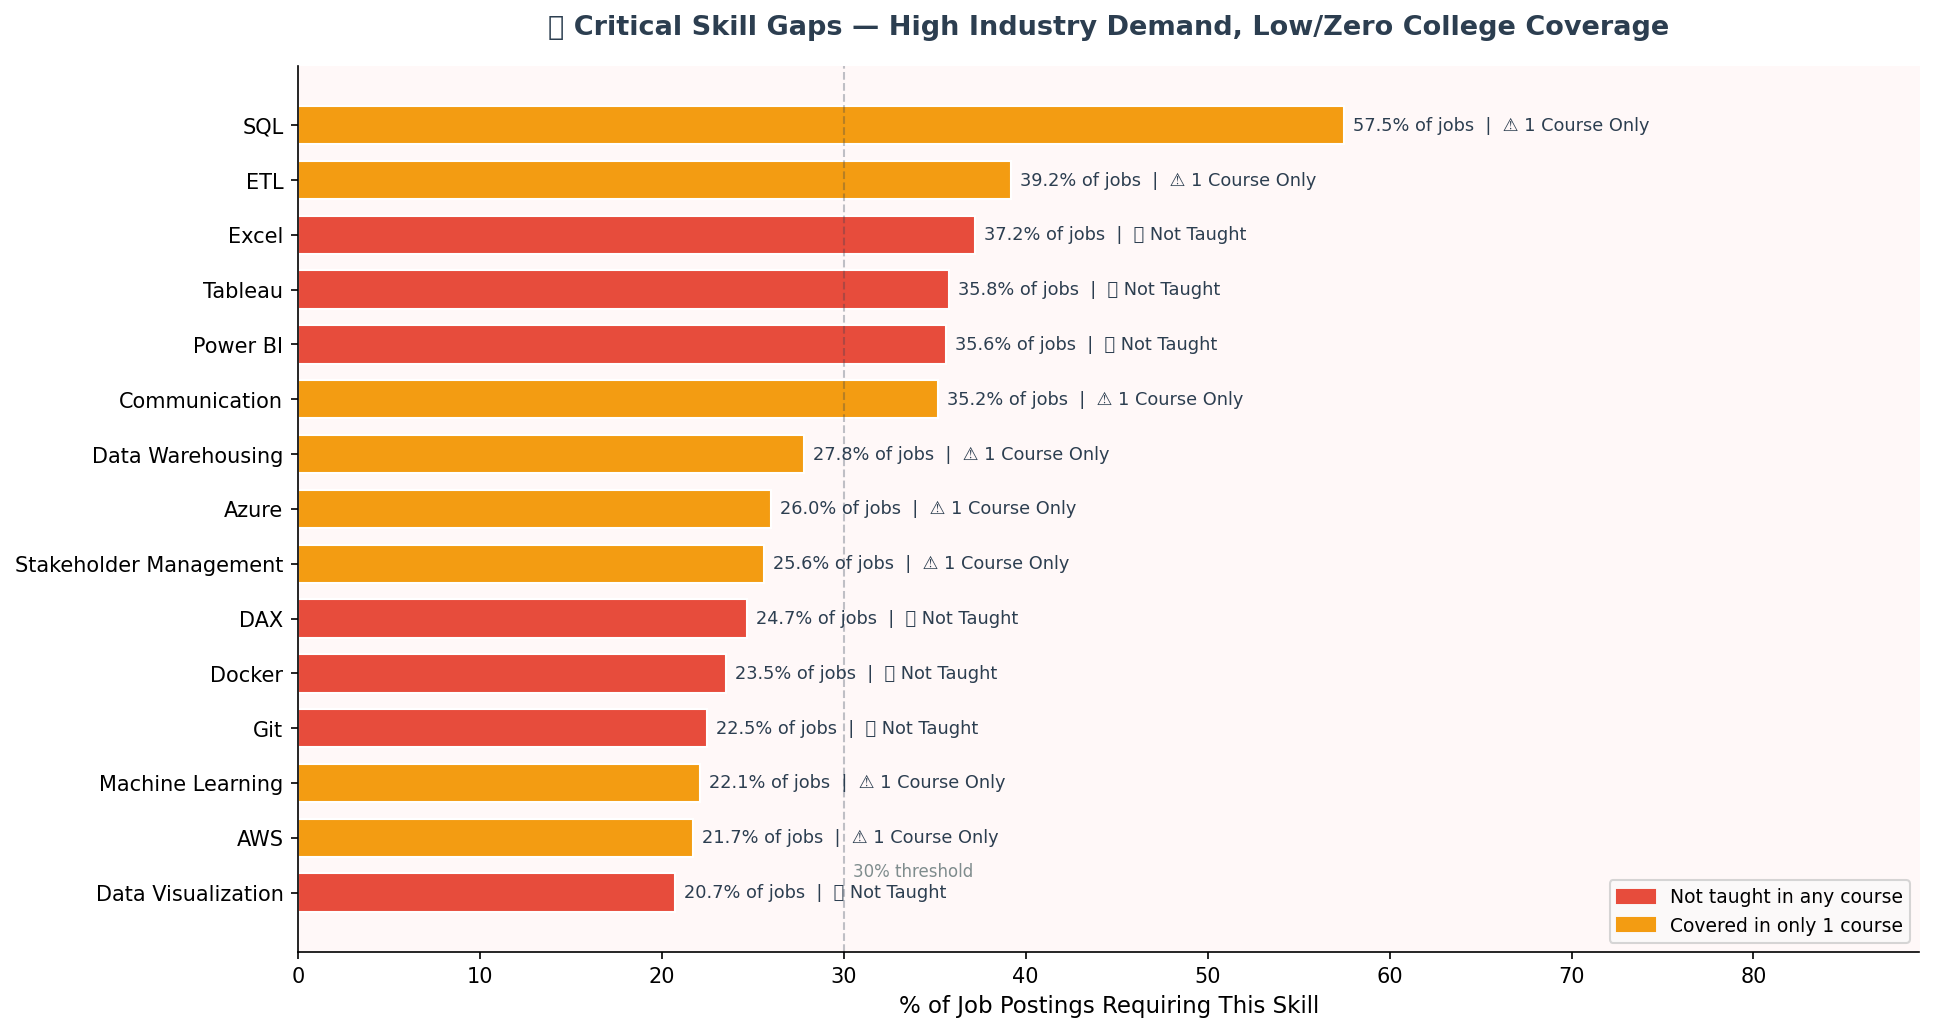 Critical Skill Gaps — High Industry Demand, Low/Zero College Coverage
SQL 57.5% of jobs | ⚠ 1 Course Only
ETL 39.2% of jobs | ⚠ 1 Course Only
Excel 37.2% of jobs | Not Taught
Tableau 35.8% of jobs | Not Taught
Power BI 35.6% of jobs | Not Taught
Communication 35.2% of jobs | ⚠ 1 Course Only
Data Warehousing 27.8% of jobs | ⚠ 1 Course Only
Azure 26.0% of jobs | ⚠ 1 Course Only
Stakeholder Management 25.6% of jobs | ⚠ 1 Course Only
DAX 24.7% of jobs | Not Taught
Docker 23.5% of jobs | Not Taught
Git 22.5% of jobs | Not Taught
Machine Learning 22.1% of jobs | ⚠ 1 Course Only
AWS 21.7% of jobs | ⚠ 1 Course Only
30% threshold
Data Visualization 20.7% of jobs | Not Taught
Not taught in any course
Covered in only 1 course
0 10 20 30 40 50 60 70 80
% of Job Postings Requiring This Skill